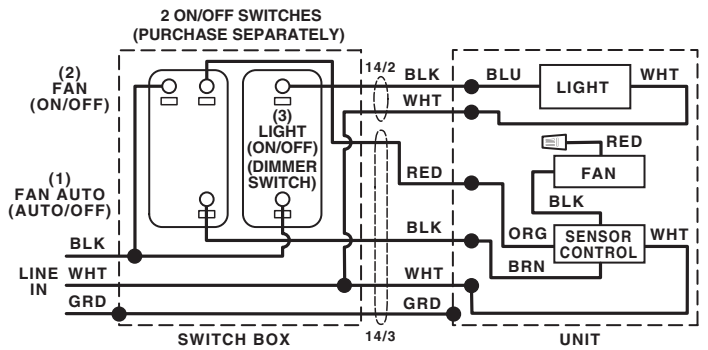 2 ON/OFF SWITCHES
(PURCHASE SEPARATELY)
(2)
FAN
(ON/OFF)
(1)
FAN AUTO
(AUTO/OFF)
BLK
LINE
IN
WHT
GRD
(3)
LIGHT
(ON/OFF)
(DIMMER
SWITCH)
SWITCH BOX
14/2
BLK
WHT
RED
BLK
WHT
GRD
14/3
BLU
LIGHT
WHT
RED
FAN
BLK
ORG
SENSOR
CONTROL
WHT
BRN
UNIT